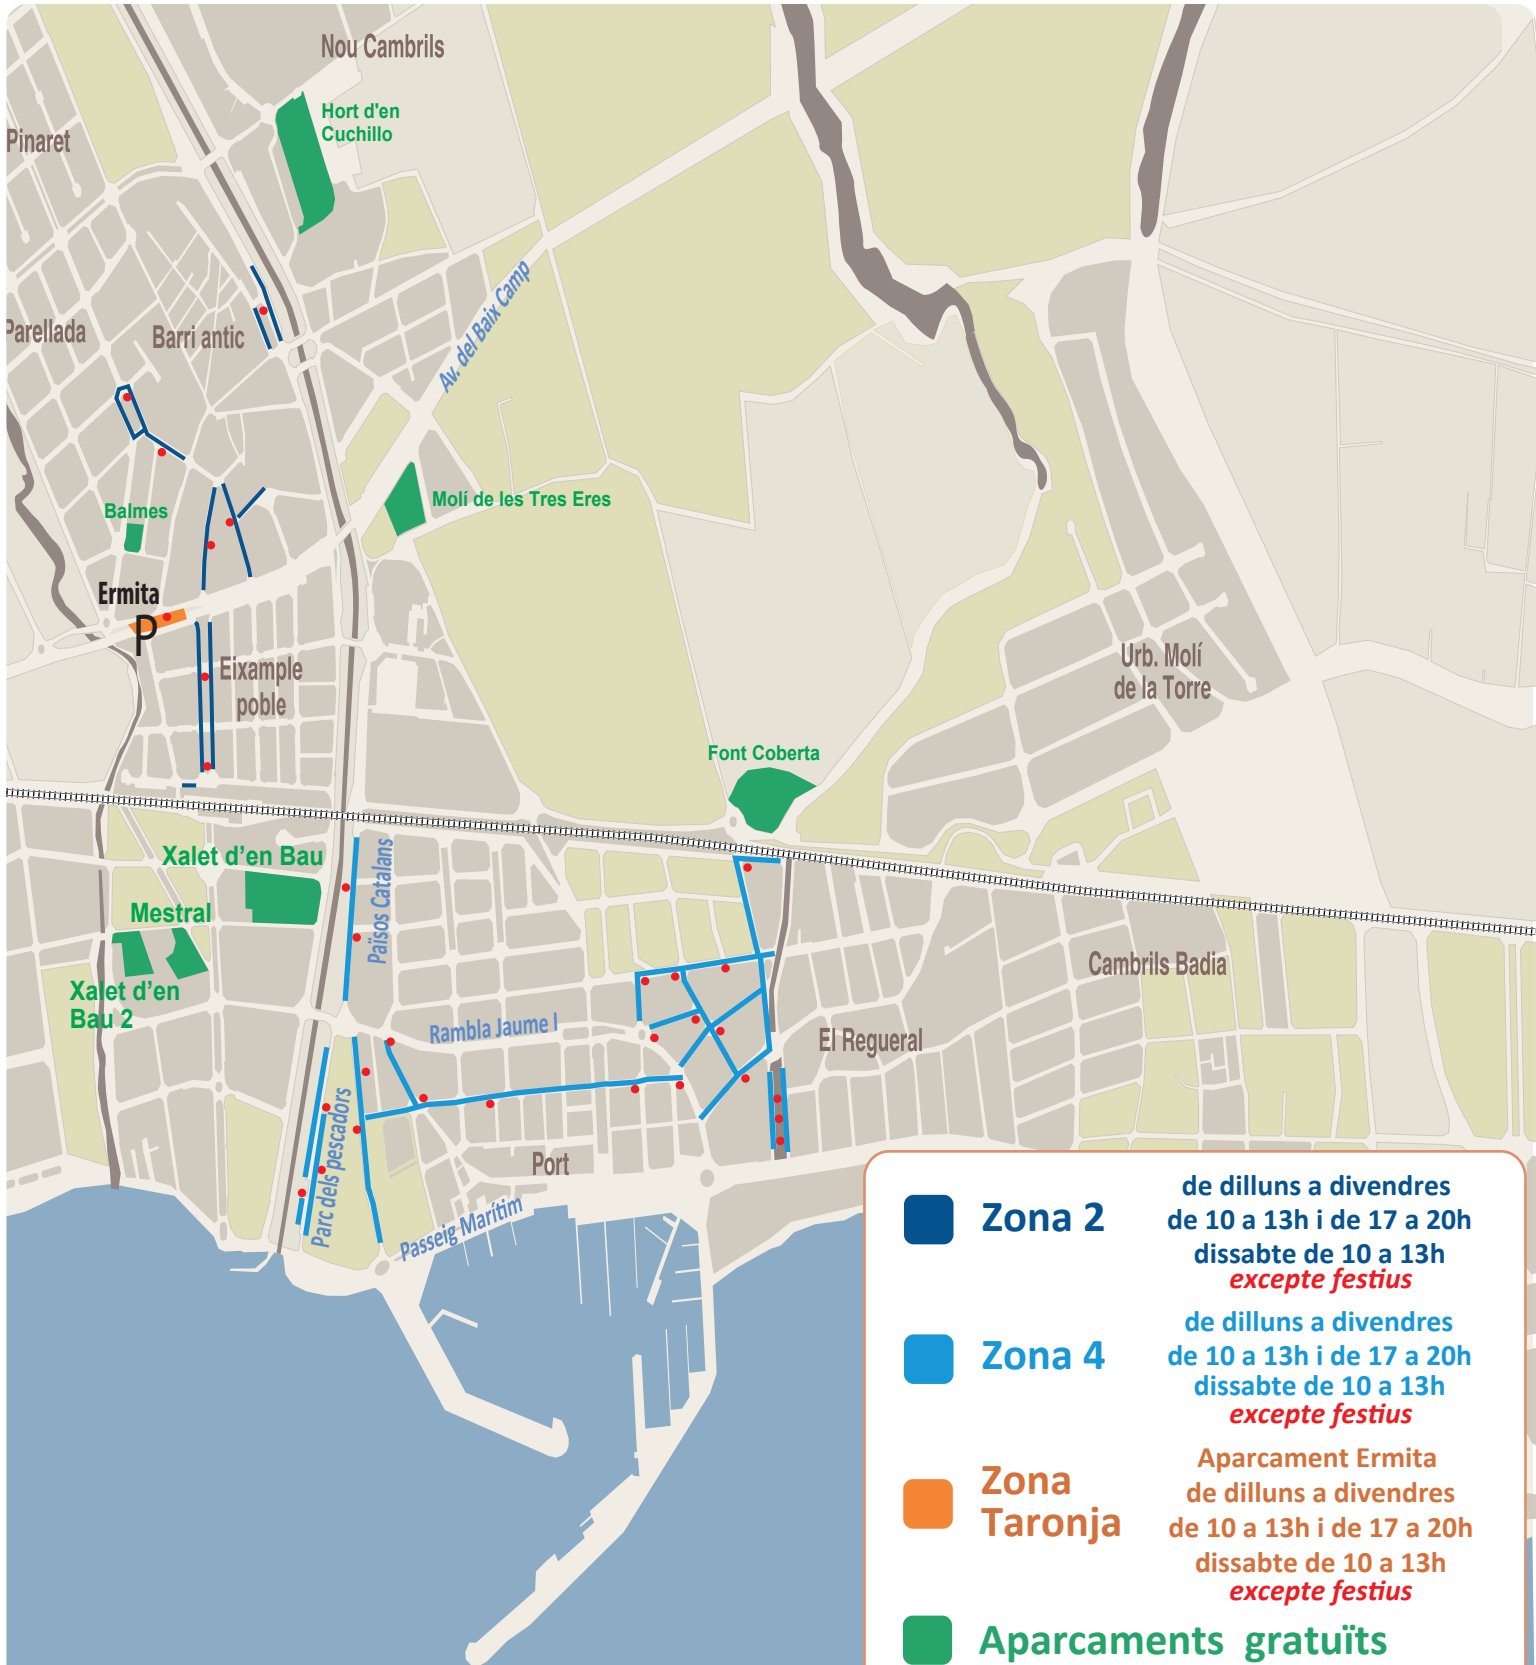 Nou Cambrils
Hort d'en
Cuchillo
Pinaret
Parellada
Barri antic
Av. del Baix Camp
Molí de les Tres Eres
Balmes
Ermita
P
Eixample
poble
Urb. Molí
de la Torre
Font Coberta
Xalet d'en Bau
Països Catalans
Mestral
Xalet d'en
Bau 2
Cambrils Badia
Rambla Jaume I
El Regueral
Parc dels pescadors
Port
Passeig Marítim
Zona 2
de dilluns a divendres
de 10 a 13h i de 17 a 20h
dissabte de 10 a 13h
excepte festius
Zona 4
de dilluns a divendres
de 10 a 13h i de 17 a 20h
dissabte de 10 a 13h
excepte festius
Zona
Taronja
Aparcament Ermita
de dilluns a divendres
de 10 a 13h i de 17 a 20h
dissabte de 10 a 13h
excepte festius
Aparcaments gratuïts